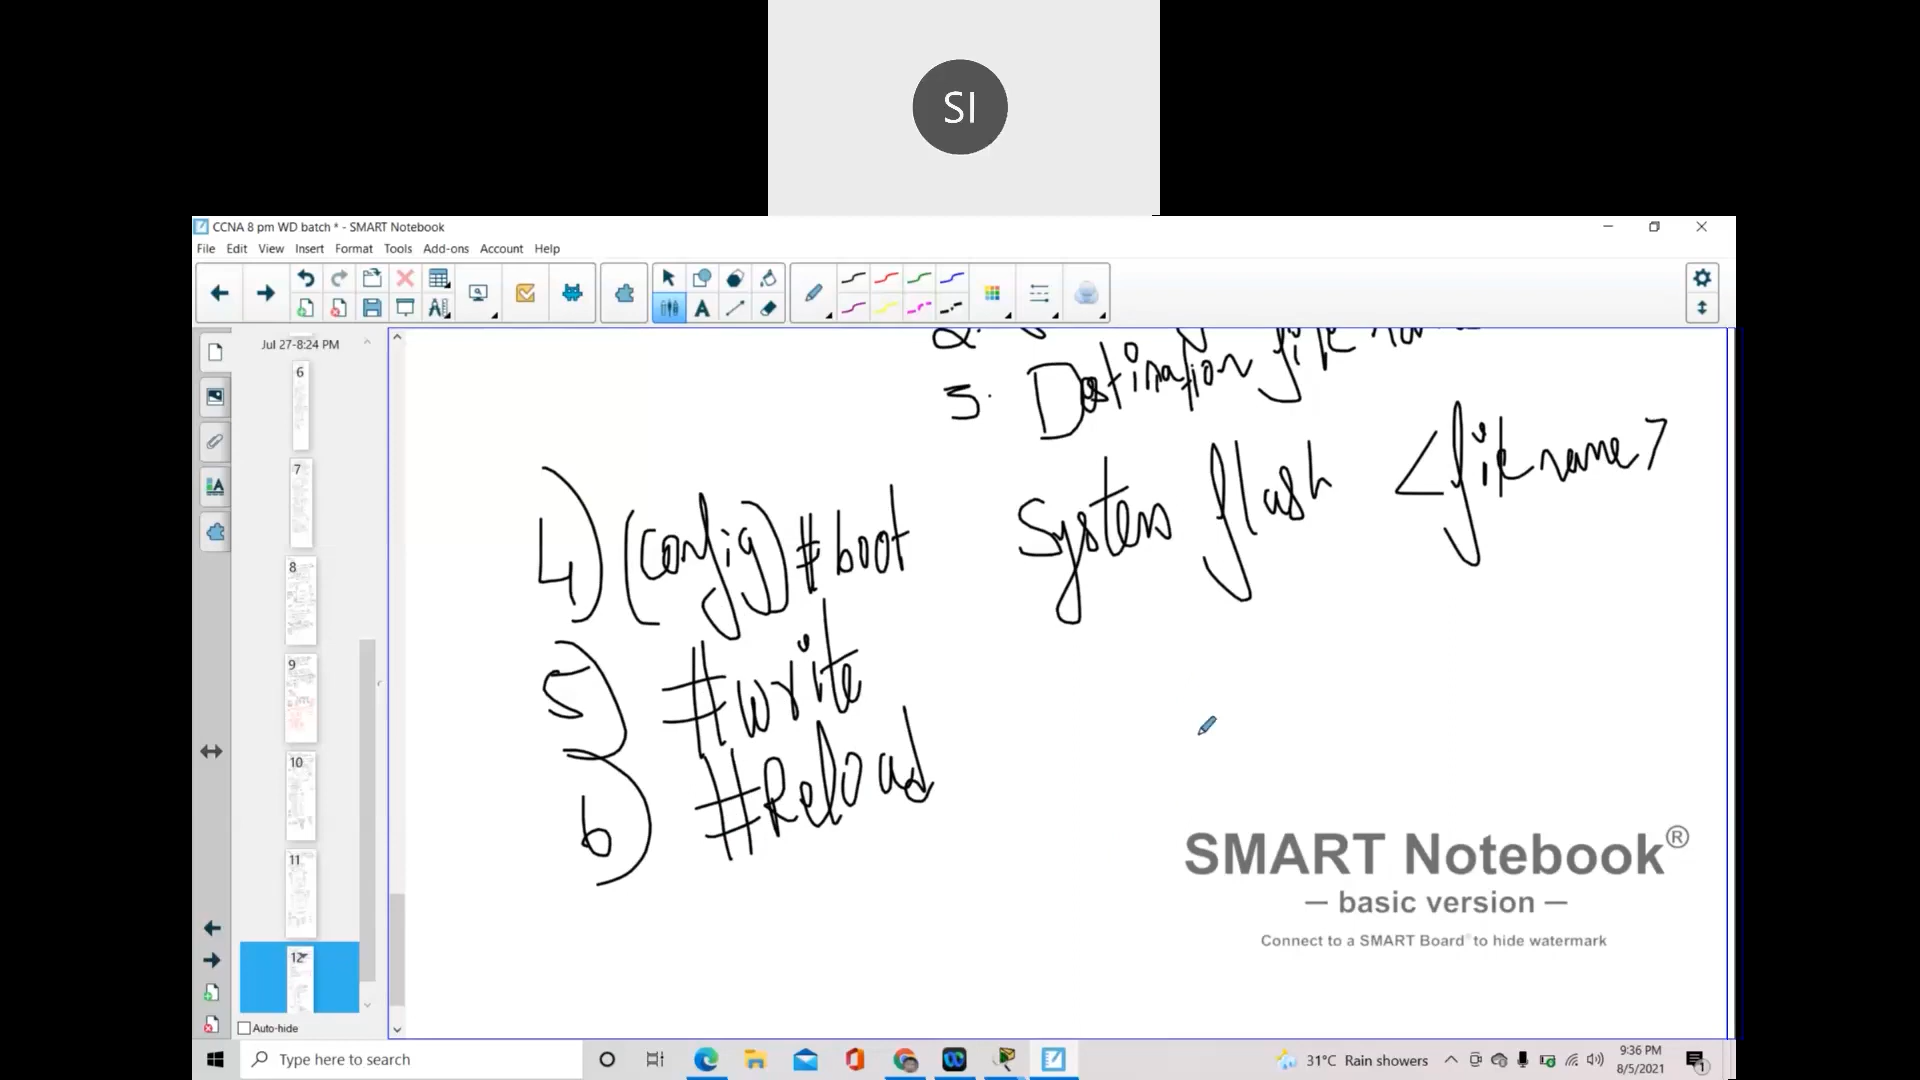 SI
CCNA 8 pm WD batch * - SMART Notebook
File Edit View Insert Format Tools Add-ons Account Help
Jul 27-8:24 PM
6
7
8
9
10
11
12
Auto-hide
3. Destination file
4) (config)#boot System flash <filename>
5) #write
6) #Reload
SMART Notebook®
— basic version —
Connect to a SMART Board® to hide watermark
Type here to search
31°C Rain showers
9:36 PM
8/5/2021
1